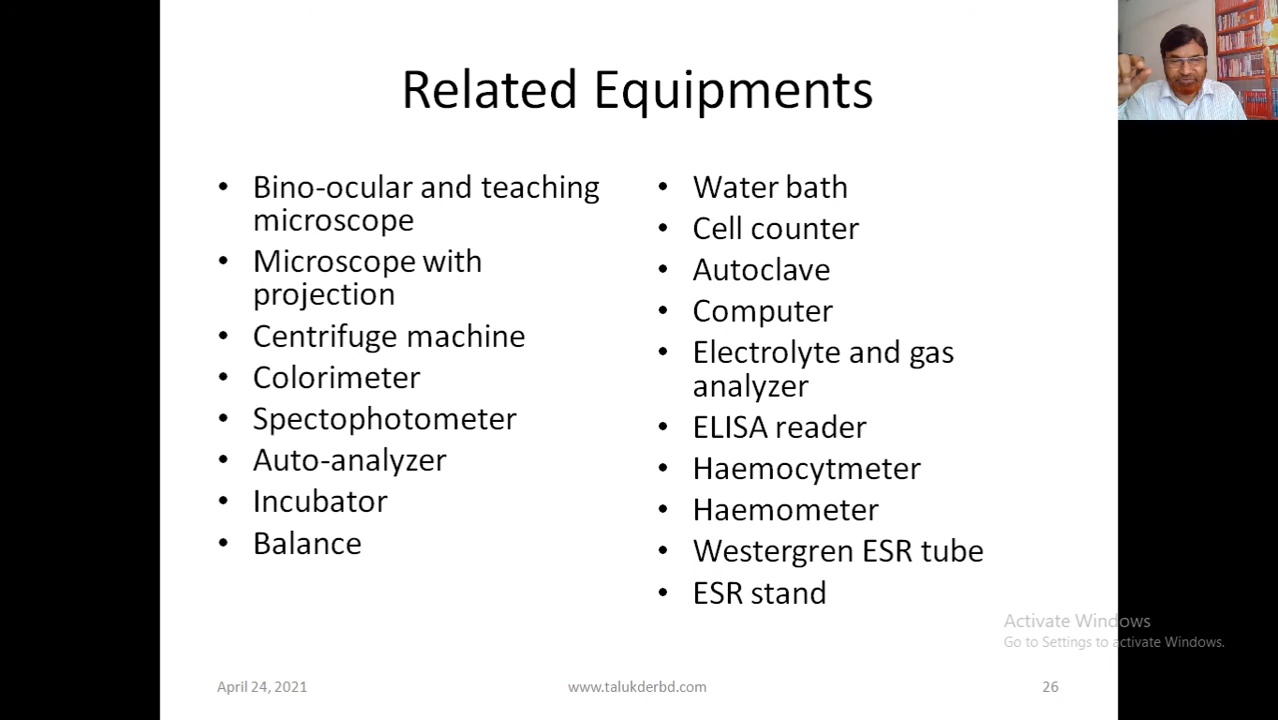 Related Equipments
• Bino-ocular and teaching
microscope
• Microscope with
projection
• Centrifuge machine
• Colorimeter
• Spectophotometer
• Auto-analyzer
• Incubator
• Balance
• Water bath
• Cell counter
• Autoclave
• Computer
• Electrolyte and gas
analyzer
• ELISA reader
• Haemocytmeter
• Haemometer
• Westergren ESR tube
• ESR stand
Activate Windows
Go to Settings to activate Windows.
April 24, 2021
www.talukderbd.com
26